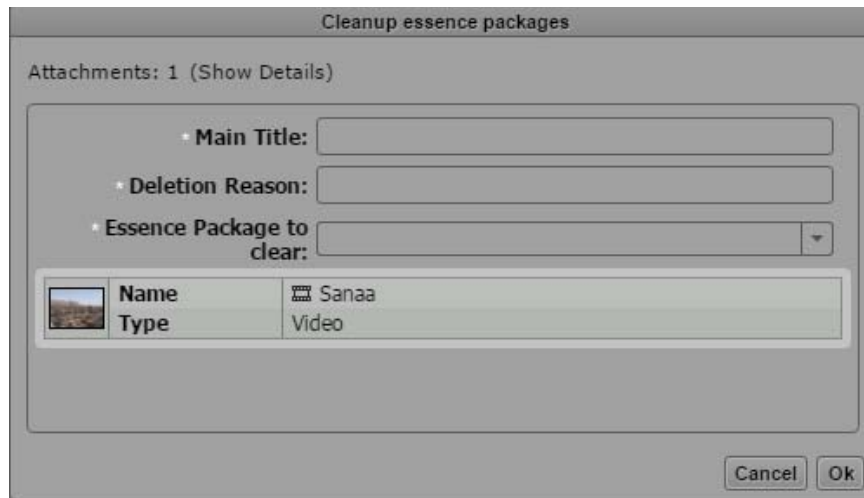 Cleanup essence packages
Attachments: 1 (Show Details)
* Main Title:
* Deletion Reason:
* Essence Package to
clear:
Name Sanaa
Type Video
Cancel Ok